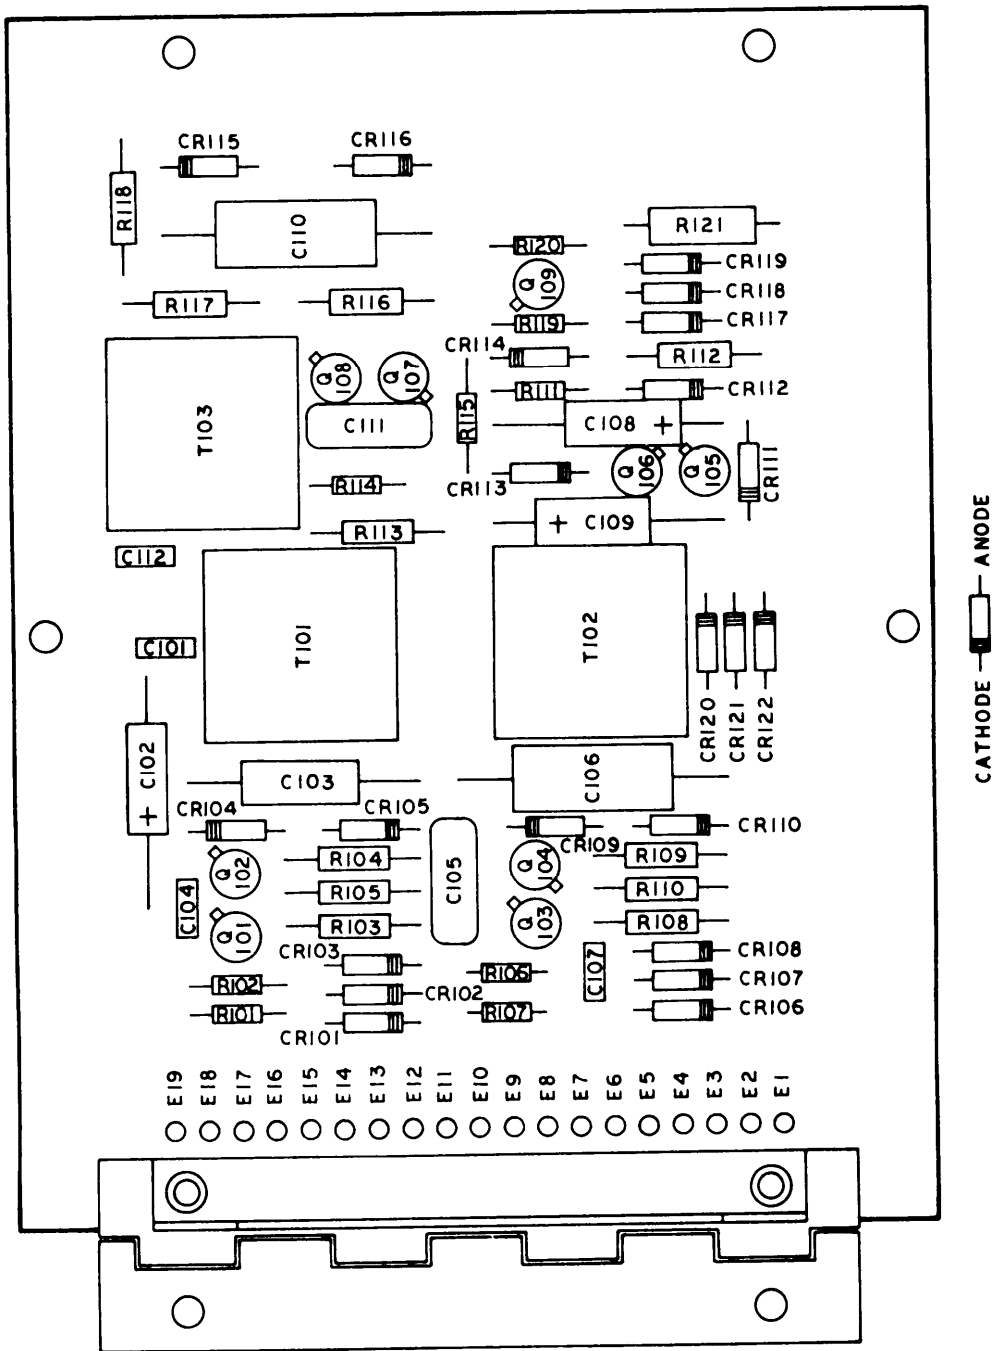 CR115
CR116
R118
C110
R121
R120
CR119
Q
109
CR118
R117
R116
R119
CR117
CR114
R112
Q
108
Q
107
R111
CR112
T103
C111
R115
C108 +
CR111
R114
CR113
Q
106
Q
105
R113
+ C109
C112
C101
T101
T102
CR120
CR121
CR122
C102
+
C103
C106
CR104
CR105
CR109
CR110
Q
102
R104
C105
Q
104
R109
C104
R105
R110
Q
101
R103
Q
103
R108
CR103
CR108
R102
R106
C107
CR107
CR102
R101
R107
CR106
CR101
E19
E18
E17
E16
E15
E14
E13
E12
E11
E10
E9
E8
E7
E6
E5
E4
E3
E2
E1
CATHODE
ANODE